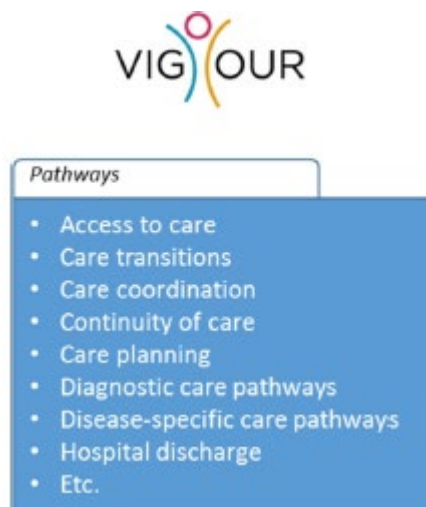 VIGOUR
Pathways
• Access to care
• Care transitions
• Care coordination
• Continuity of care
• Care planning
• Diagnostic care pathways
• Disease-specific care pathways
• Hospital discharge
• Etc.